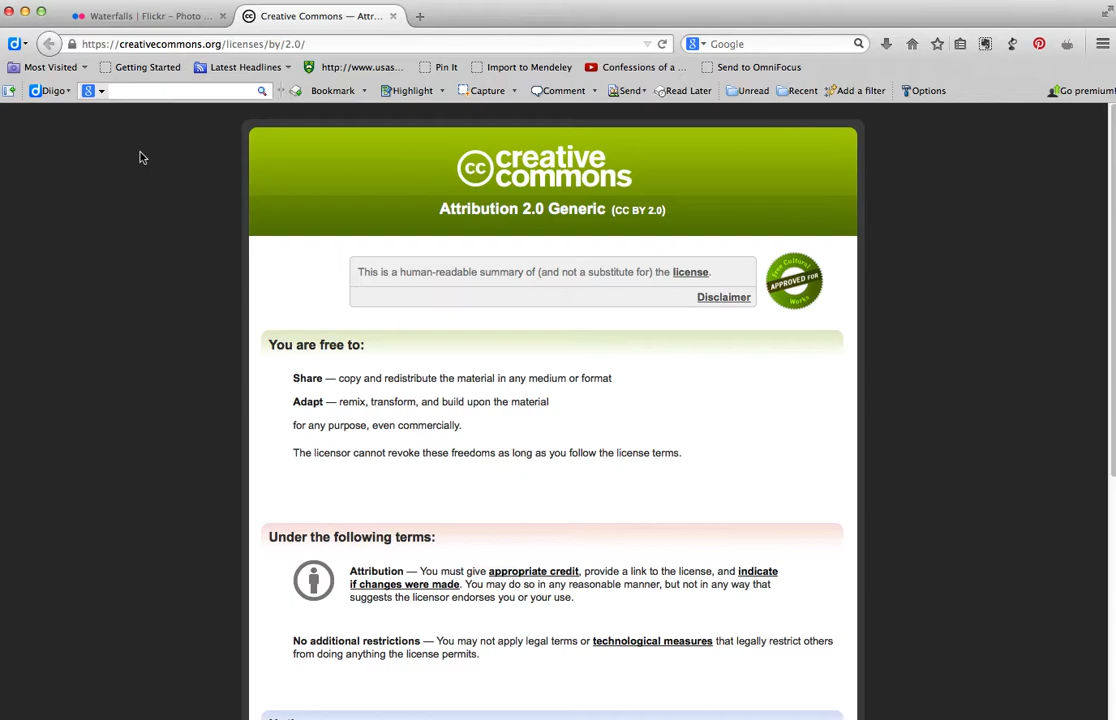 Waterfalls | Flickr - Photo ...
Creative Commons — Attr...
https://creativecommons.org/licenses/by/2.0/
Google
Most Visited
Getting Started
Latest Headlines
http://www.usas...
Pin It
Import to Mendeley
Confessions of a ...
Send to OmniFocus
Diigo
Bookmark
Highlight
Capture
Comment
Send
Read Later
Unread
Recent
Add a filter
Options
Go premium!
cc creative commons
Attribution 2.0 Generic (CC BY 2.0)
This is a human-readable summary of (and not a substitute for) the license.
Disclaimer
Free Cultural
APPROVED FOR
Works
You are free to:
Share — copy and redistribute the material in any medium or format
Adapt — remix, transform, and build upon the material
for any purpose, even commercially.
The licensor cannot revoke these freedoms as long as you follow the license terms.
Under the following terms:
Attribution — You must give appropriate credit, provide a link to the license, and indicate
if changes were made. You may do so in any reasonable manner, but not in any way that
suggests the licensor endorses you or your use.
No additional restrictions — You may not apply legal terms or technological measures that legally restrict others
from doing anything the license permits.